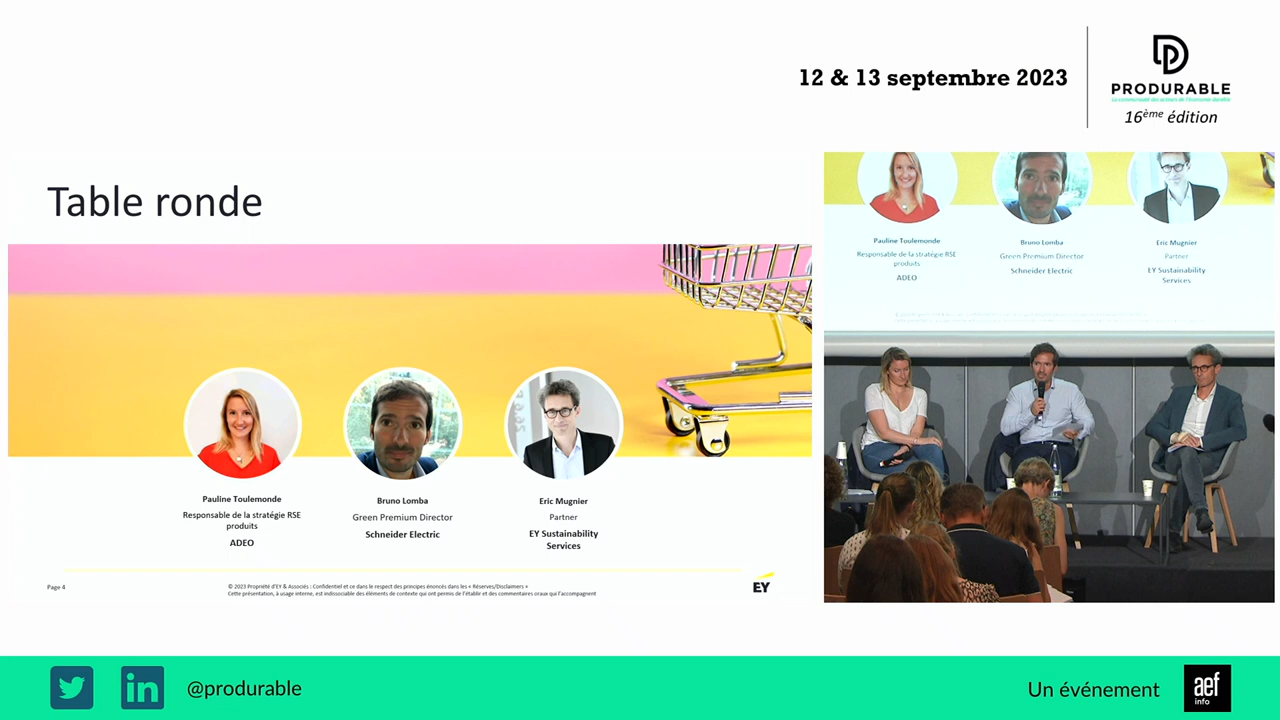 12 & 13 septembre 2023
PRODURABLE
16ème édition
Table ronde
Pauline Toulemonde
Responsable de la stratégie RSE
produits
ADEO
Bruno Lomba
Green Premium Director
Schneider Electric
Eric Mugnier
Partner
EY Sustainability
Services
Page 4
© 2023 Propriété d'EY & Associés : Confidentiel et ce dans le respect des principes énoncés dans les « Réserves/Disclaimers »
Cette présentation, à usage interne, est indissociable des éléments de contexte qui ont permis de l'établir et des commentaires oraux qui l'accompagnent
EY
Pauline Toulemonde
Responsable de la stratégie RSE
produits
ADEO
Bruno Lomba
Green Premium Director
Schneider Electric
Eric Mugnier
Partner
EY Sustainability
Services
@produrable
Un événement
aef
info